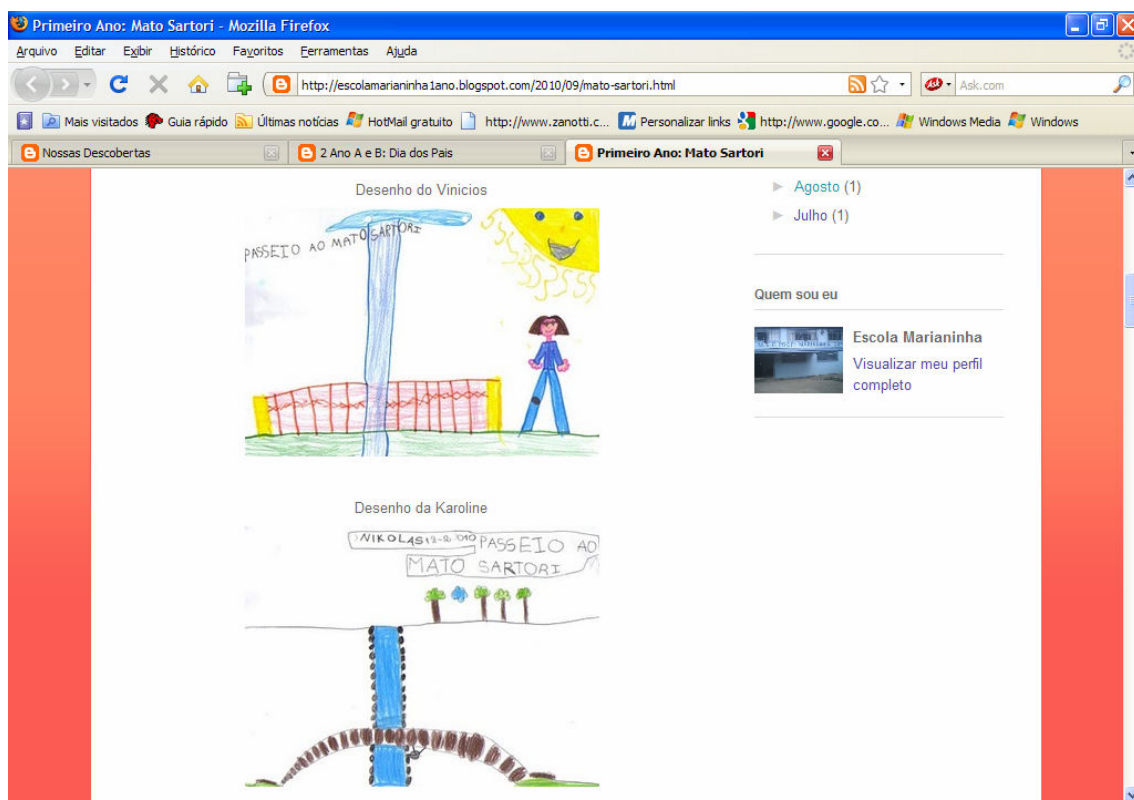 Primeiro Ano: Mato Sartori - Mozilla Firefox
Arquivo Editar Exibir Histórico Favoritos Ferramentas Ajuda
http://escolamarianinha1ano.blogspot.com/2010/09/mato-sartori.html
Ask Ask.com
Mais visitados Guia rápido Últimas notícias HotMail gratuito http://www.zanotti.c... Personalizar links http://www.google.co... Windows Media Windows
Nossas Descobertas 2 Ano A e B: Dia dos Pais Primeiro Ano: Mato Sartori
Desenho do Vinicios
PASSEIO AO MATO SARTORI
Desenho da Karoline
NIKOLAS
PASSEIO AO
MATO SARTORI
Agosto (1)
Julho (1)
Quem sou eu
Escola Marianinha
Visualizar meu perfil
completo